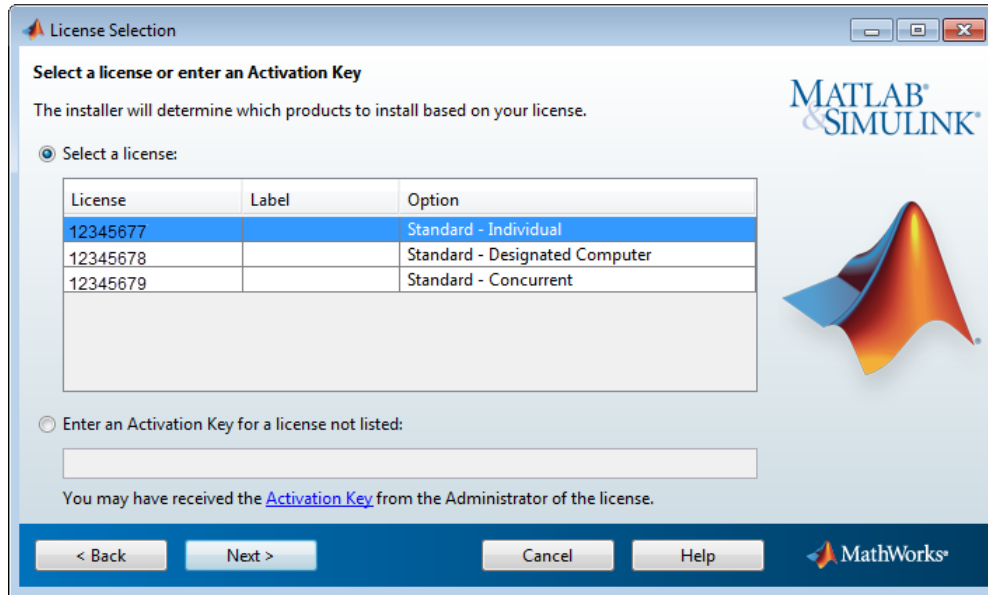 License Selection
Select a license or enter an Activation Key
The installer will determine which products to install based on your license.
MATLAB®
&SIMULINK®
Select a license:
License Label Option
12345677 Standard - Individual
12345678 Standard - Designated Computer
12345679 Standard - Concurrent
®
Enter an Activation Key for a license not listed:
You may have received the Activation Key from the Administrator of the license.
< Back Next > Cancel Help MathWorks®